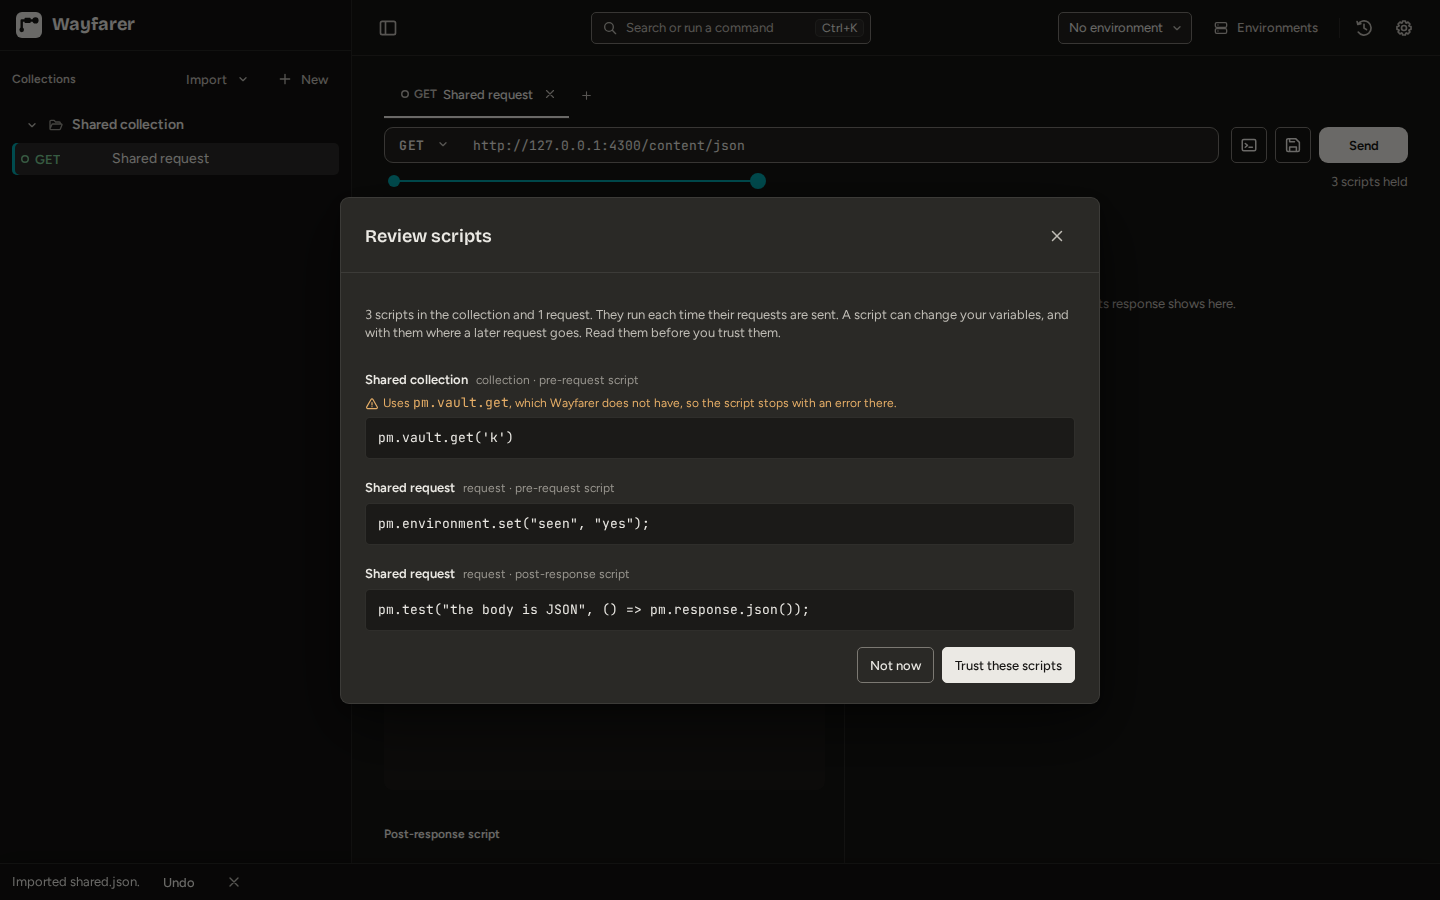 Wayfarer
Search or run a command Ctrl+K
No environment
Environments
Collections Import New
GET Shared request
Shared collection
GET http://127.0.0.1:4300/content/json Send
GET Shared request
3 scripts held
Review scripts
ts response shows here.
3 scripts in the collection and 1 request. They run each time their requests are sent. A script can change your variables, and
with them where a later request goes. Read them before you trust them.
Shared collection collection · pre-request script
Uses pm.vault.get, which Wayfarer does not have, so the script stops with an error there.
pm.vault.get('k')
Shared request request · pre-request script
pm.environment.set("seen", "yes");
Shared request request · post-response script
pm.test("the body is JSON", () => pm.response.json());
Not now Trust these scripts
Post-response script
Imported shared.json. Undo